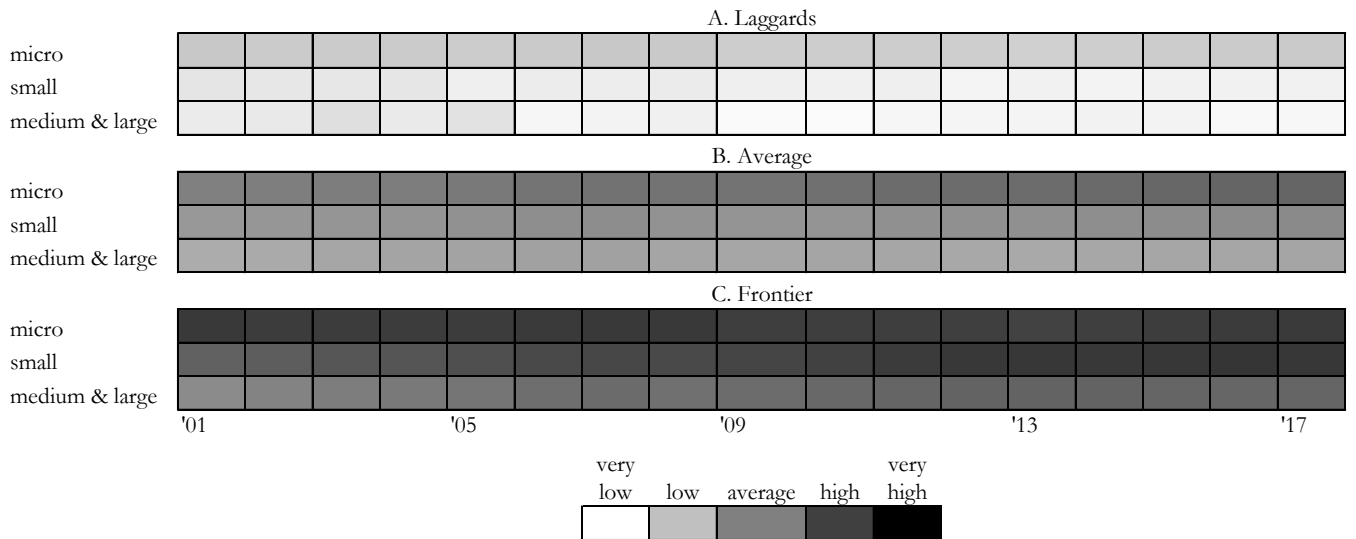 A. Laggards
micro
small
medium & large
B. Average
micro
small
medium & large
C. Frontier
micro
small
medium & large
'01 '05 '09 '13 '17
very very
low low average high high